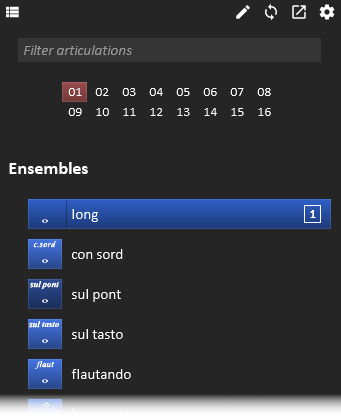 Filter articulations
01 02 03 04 05 06 07 08
09 10 11 12 13 14 15 16
Ensembles
long 1
c.sord
con sord
sul pont
sul pont
sul tasto
sul tasto
flaut
flautando